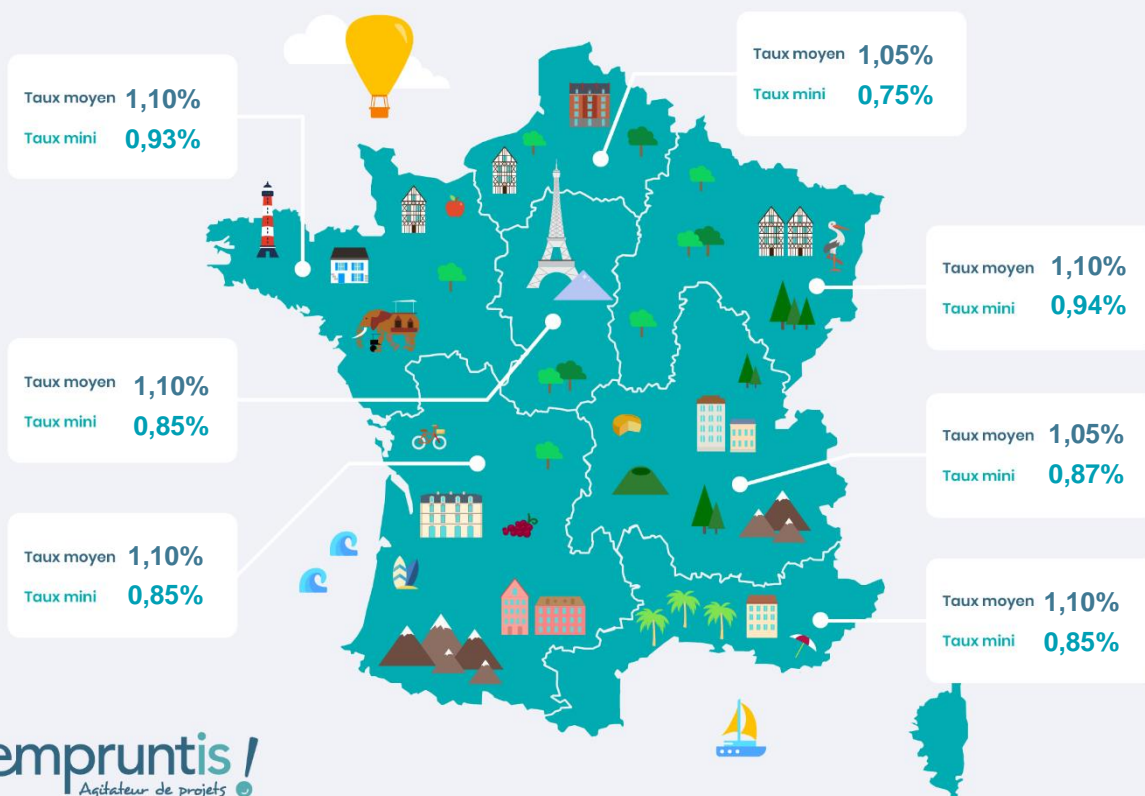 Taux moyen 1,10%
Taux mini 0,93%
Taux moyen 1,05%
Taux mini 0,75%
Taux moyen 1,10%
Taux mini 0,94%
Taux moyen 1,10%
Taux mini 0,85%
Taux moyen 1,05%
Taux mini 0,87%
Taux moyen 1,10%
Taux mini 0,85%
Taux moyen 1,10%
Taux mini 0,85%
empruntis !
Agitateur de projets